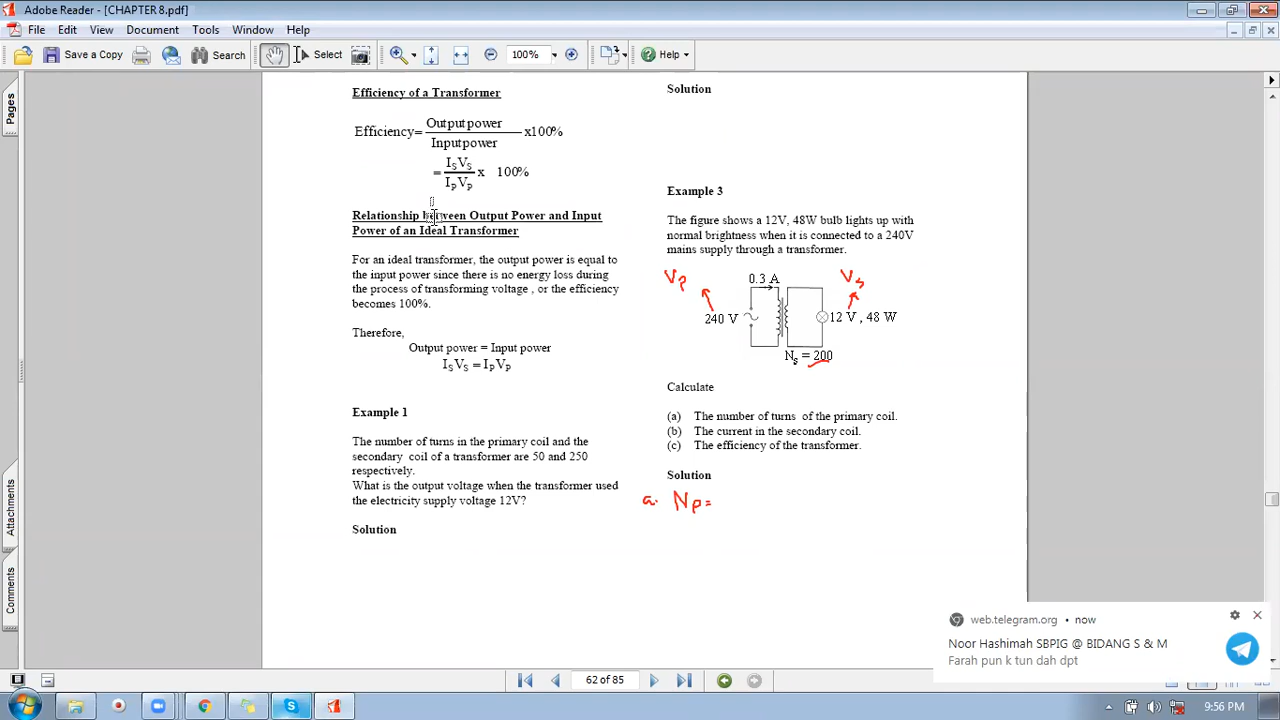 Adobe Reader - [CHAPTER 8.pdf]
File Edit View Document Tools Window Help
Save a Copy Search Select 100% Help
Pages
Attachments
Comments
Efficiency of a Transformer
Efficiency= Output power / Input power x100%
= ISVS / IPVP x 100%
Relationship between Output Power and Input
Power of an Ideal Transformer
For an ideal transformer, the output power is equal to
the input power since there is no energy loss during
the process of transforming voltage , or the efficiency
becomes 100%.
Therefore,
Output power = Input power
ISVS = IPVP
Example 1
The number of turns in the primary coil and the
secondary coil of a transformer are 50 and 250
respectively.
What is the output voltage when the transformer used
the electricity supply voltage 12V?
Solution
Solution
Example 3
The figure shows a 12V, 48W bulb lights up with
normal brightness when it is connected to a 240V
mains supply through a transformer.
Vp 0.3 A Vs
240 V 12 V , 48 W
Ns = 200
Calculate
(a) The number of turns of the primary coil.
(b) The current in the secondary coil.
(c) The efficiency of the transformer.
Solution
a. Np=
web.telegram.org • now
Noor Hashimah SBPIG @ BIDANG S & M
Farah pun k tun dah dpt
62 of 85
9:56 PM